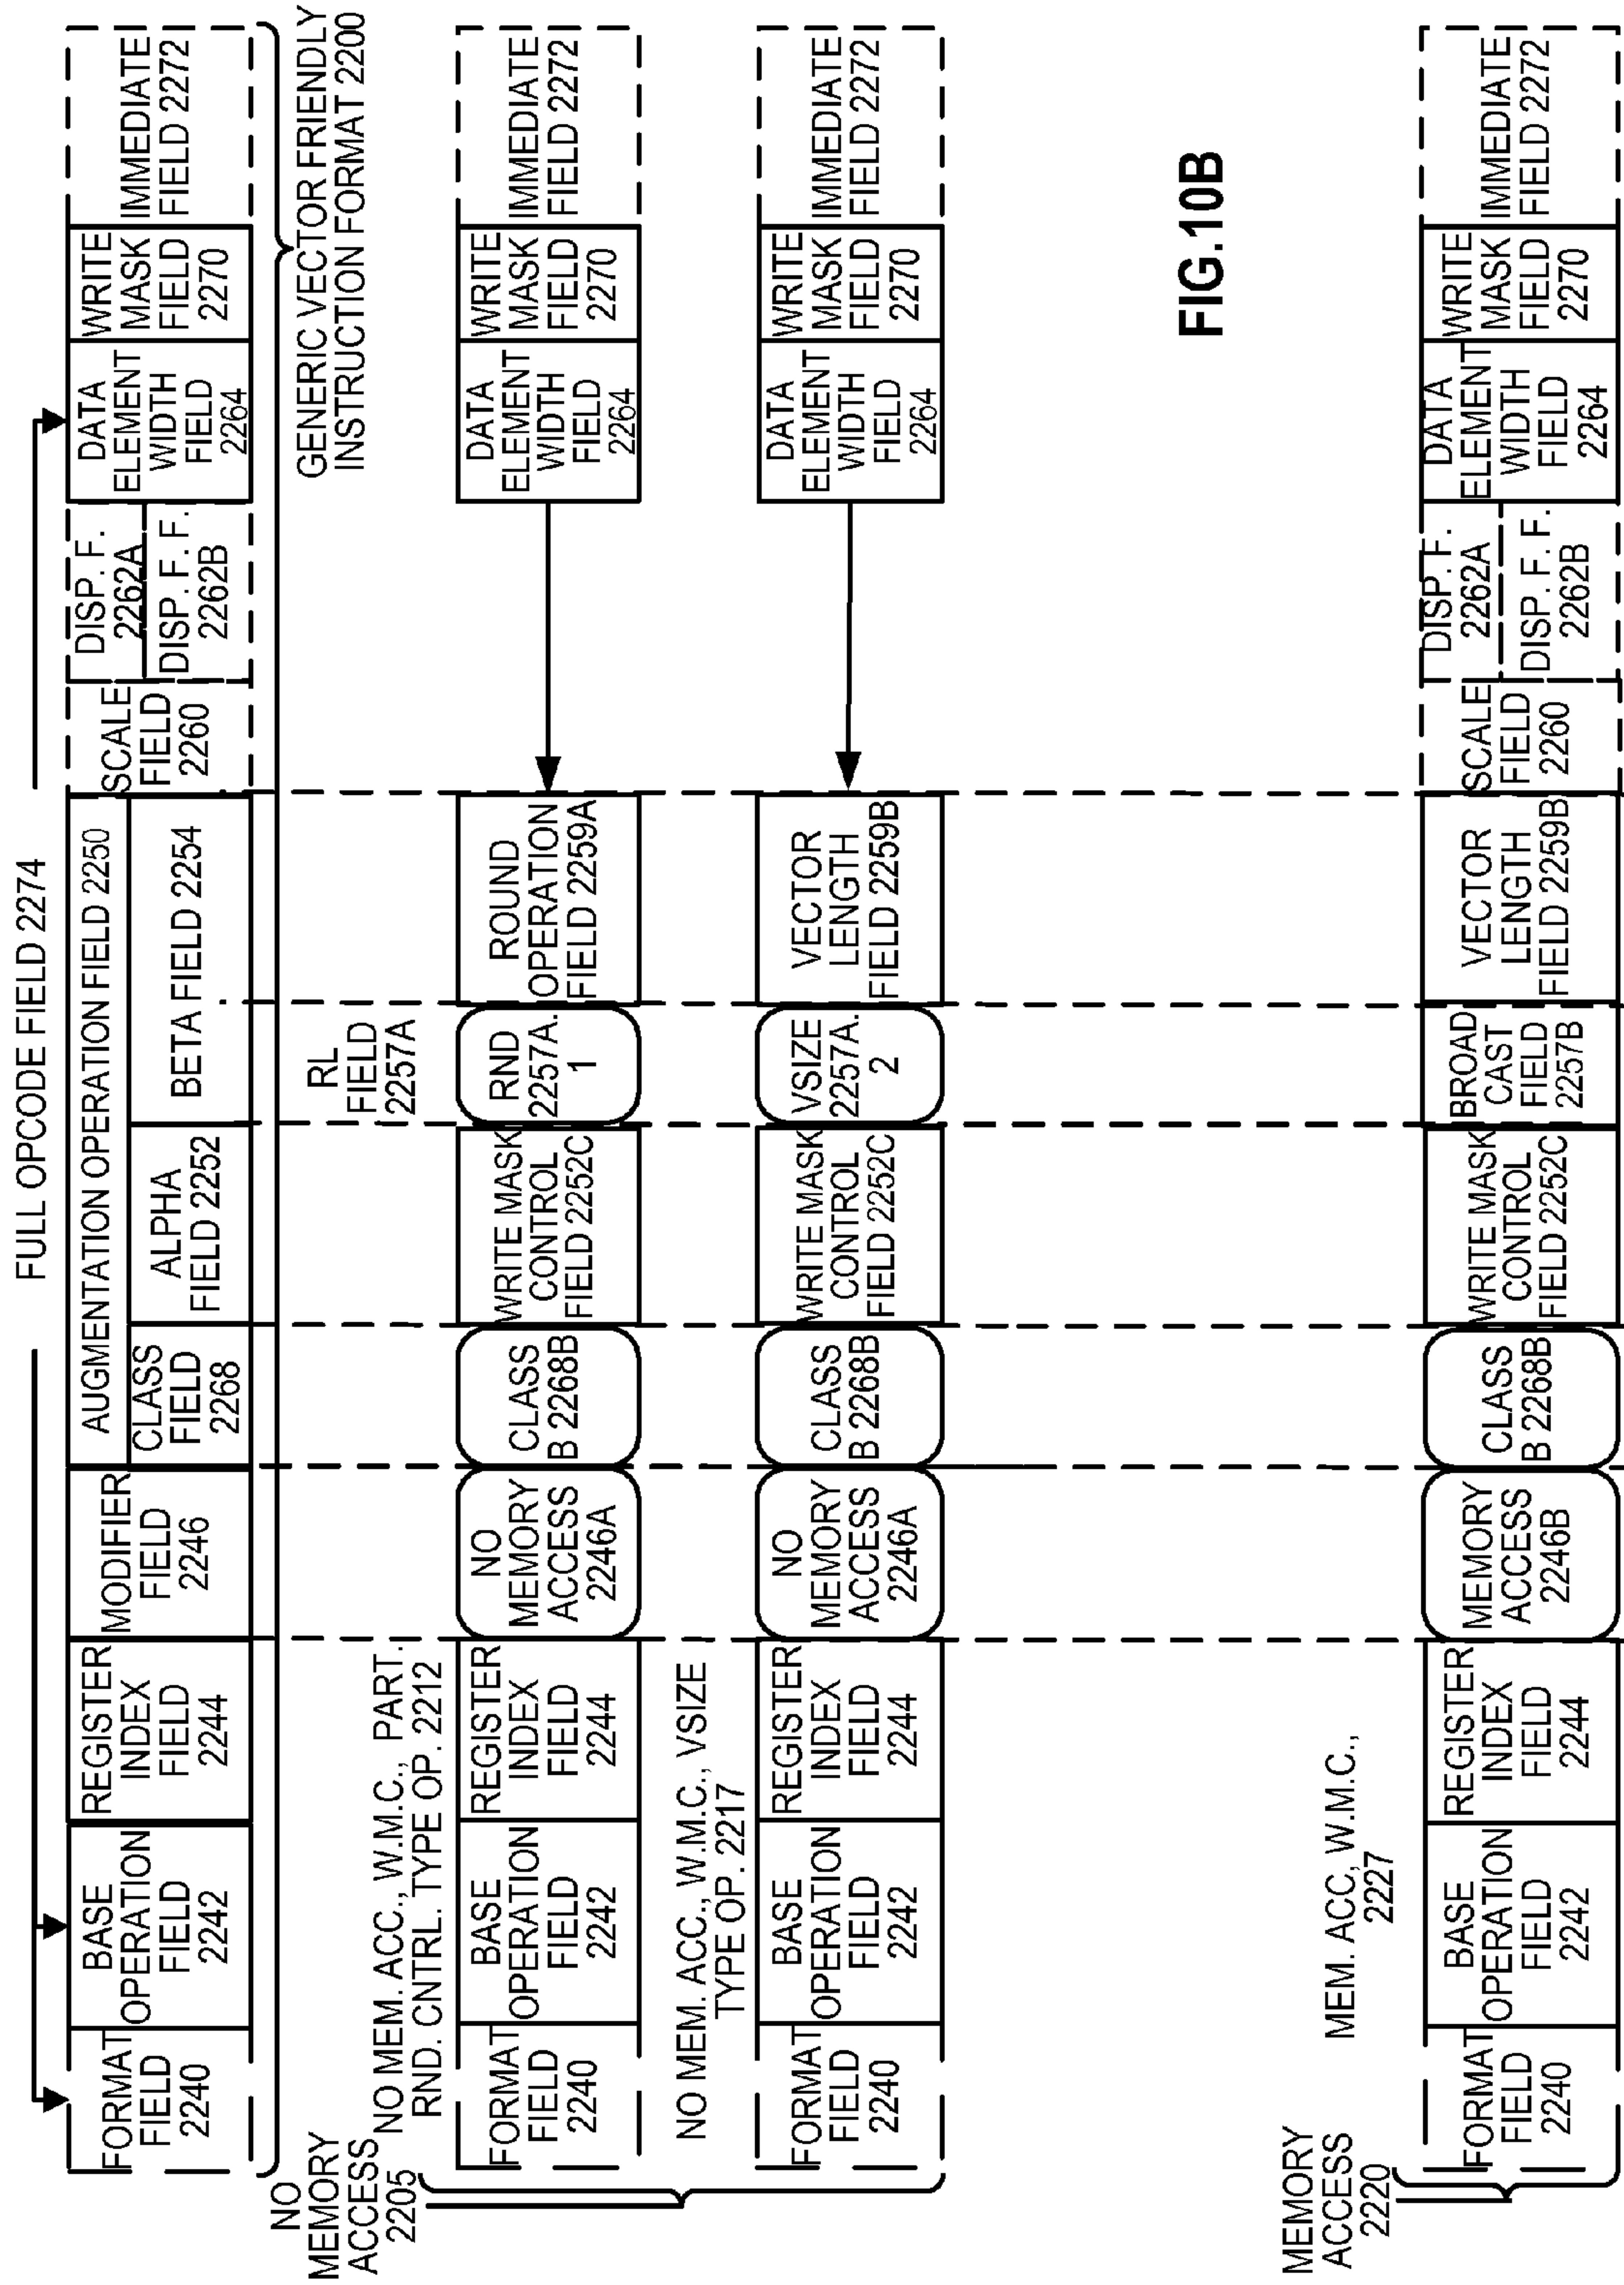 FULL OPCODE FIELD 2274
FORMAT
FIELD
2240
BASE
OPERATION
FIELD
2242
REGISTER
INDEX
FIELD
2244
MODIFIER
FIELD
2246
AUGMENTATION OPERATION FIELD 2250
CLASS
FIELD
2268
ALPHA
FIELD 2252
BETA FIELD 2254
SCALE
FIELD
2260
DISP. F.
2262A
DISP. F. F.
2262B
DATA
ELEMENT
WIDTH
FIELD
2264
WRITE
MASK
FIELD
2270
IMMEDIATE
FIELD 2272
GENERIC VECTOR FRIENDLY
INSTRUCTION FORMAT 2200
NO
MEMORY
ACCESS
2205
RL
FIELD
2257A
NO MEM. ACC., W.M.C., PART.
RND. CNTRL. TYPE OP. 2212
FORMAT
FIELD
2240
BASE
OPERATION
FIELD
2242
REGISTER
INDEX
FIELD
2244
NO
MEMORY
ACCESS
2246A
CLASS
B 2268B
WRITE MASK
CONTROL
FIELD 2252C
RND
2257A.
1
ROUND
OPERATION
FIELD 2259A
DATA
ELEMENT
WIDTH
FIELD
2264
WRITE
MASK
FIELD
2270
IMMEDIATE
FIELD 2272
NO MEM. ACC., W.M.C., VSIZE
TYPE OP. 2217
FORMAT
FIELD
2240
BASE
OPERATION
FIELD
2242
REGISTER
INDEX
FIELD
2244
NO
MEMORY
ACCESS
2246A
CLASS
B 2268B
WRITE MASK
CONTROL
FIELD 2252C
VSIZE
2257A.
2
VECTOR
LENGTH
FIELD 2259B
DATA
ELEMENT
WIDTH
FIELD
2264
WRITE
MASK
FIELD
2270
IMMEDIATE
FIELD 2272
FIG.10B
MEMORY
ACCESS
2220
MEM. ACC, W.M.C.,
2227
FORMAT
FIELD
2240
BASE
OPERATION
FIELD
2242
REGISTER
INDEX
FIELD
2244
MEMORY
ACCESS
2246B
CLASS
B 2268B
WRITE MASK
CONTROL
FIELD 2252C
BROAD
CAST
FIELD
2257B
VECTOR
LENGTH
FIELD 2259B
SCALE
FIELD
2260
DISP. F.
2262A
DISP. F. F.
2262B
DATA
ELEMENT
WIDTH
FIELD
2264
WRITE
MASK
FIELD
2270
IMMEDIATE
FIELD 2272